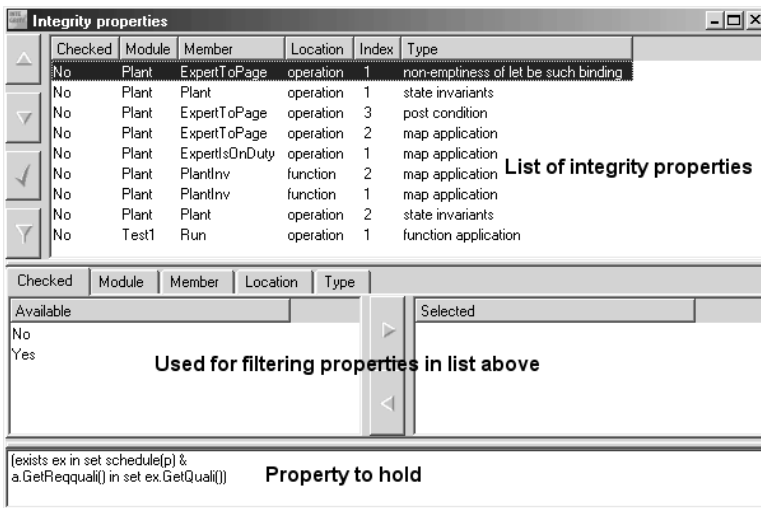 Integrity properties
Checked Module Member Location Index Type
No Plant ExpertToPage operation 1 non-emptiness of let be such binding
No Plant Plant operation 1 state invariants
No Plant ExpertToPage operation 3 post condition
No Plant ExpertToPage operation 2 map application
No Plant ExpertIsOnDuty operation 1 map application
No Plant PlantInv function 2 map application
List of integrity properties
No Plant PlantInv function 1 map application
No Plant Plant operation 2 state invariants
No Test1 Run operation 1 function application
Checked Module Member Location Type
Available Selected
No
Yes
Used for filtering properties in list above
(exists ex in set schedule(p) &
a.GetReqquali() in set ex.GetQuali())
Property to hold